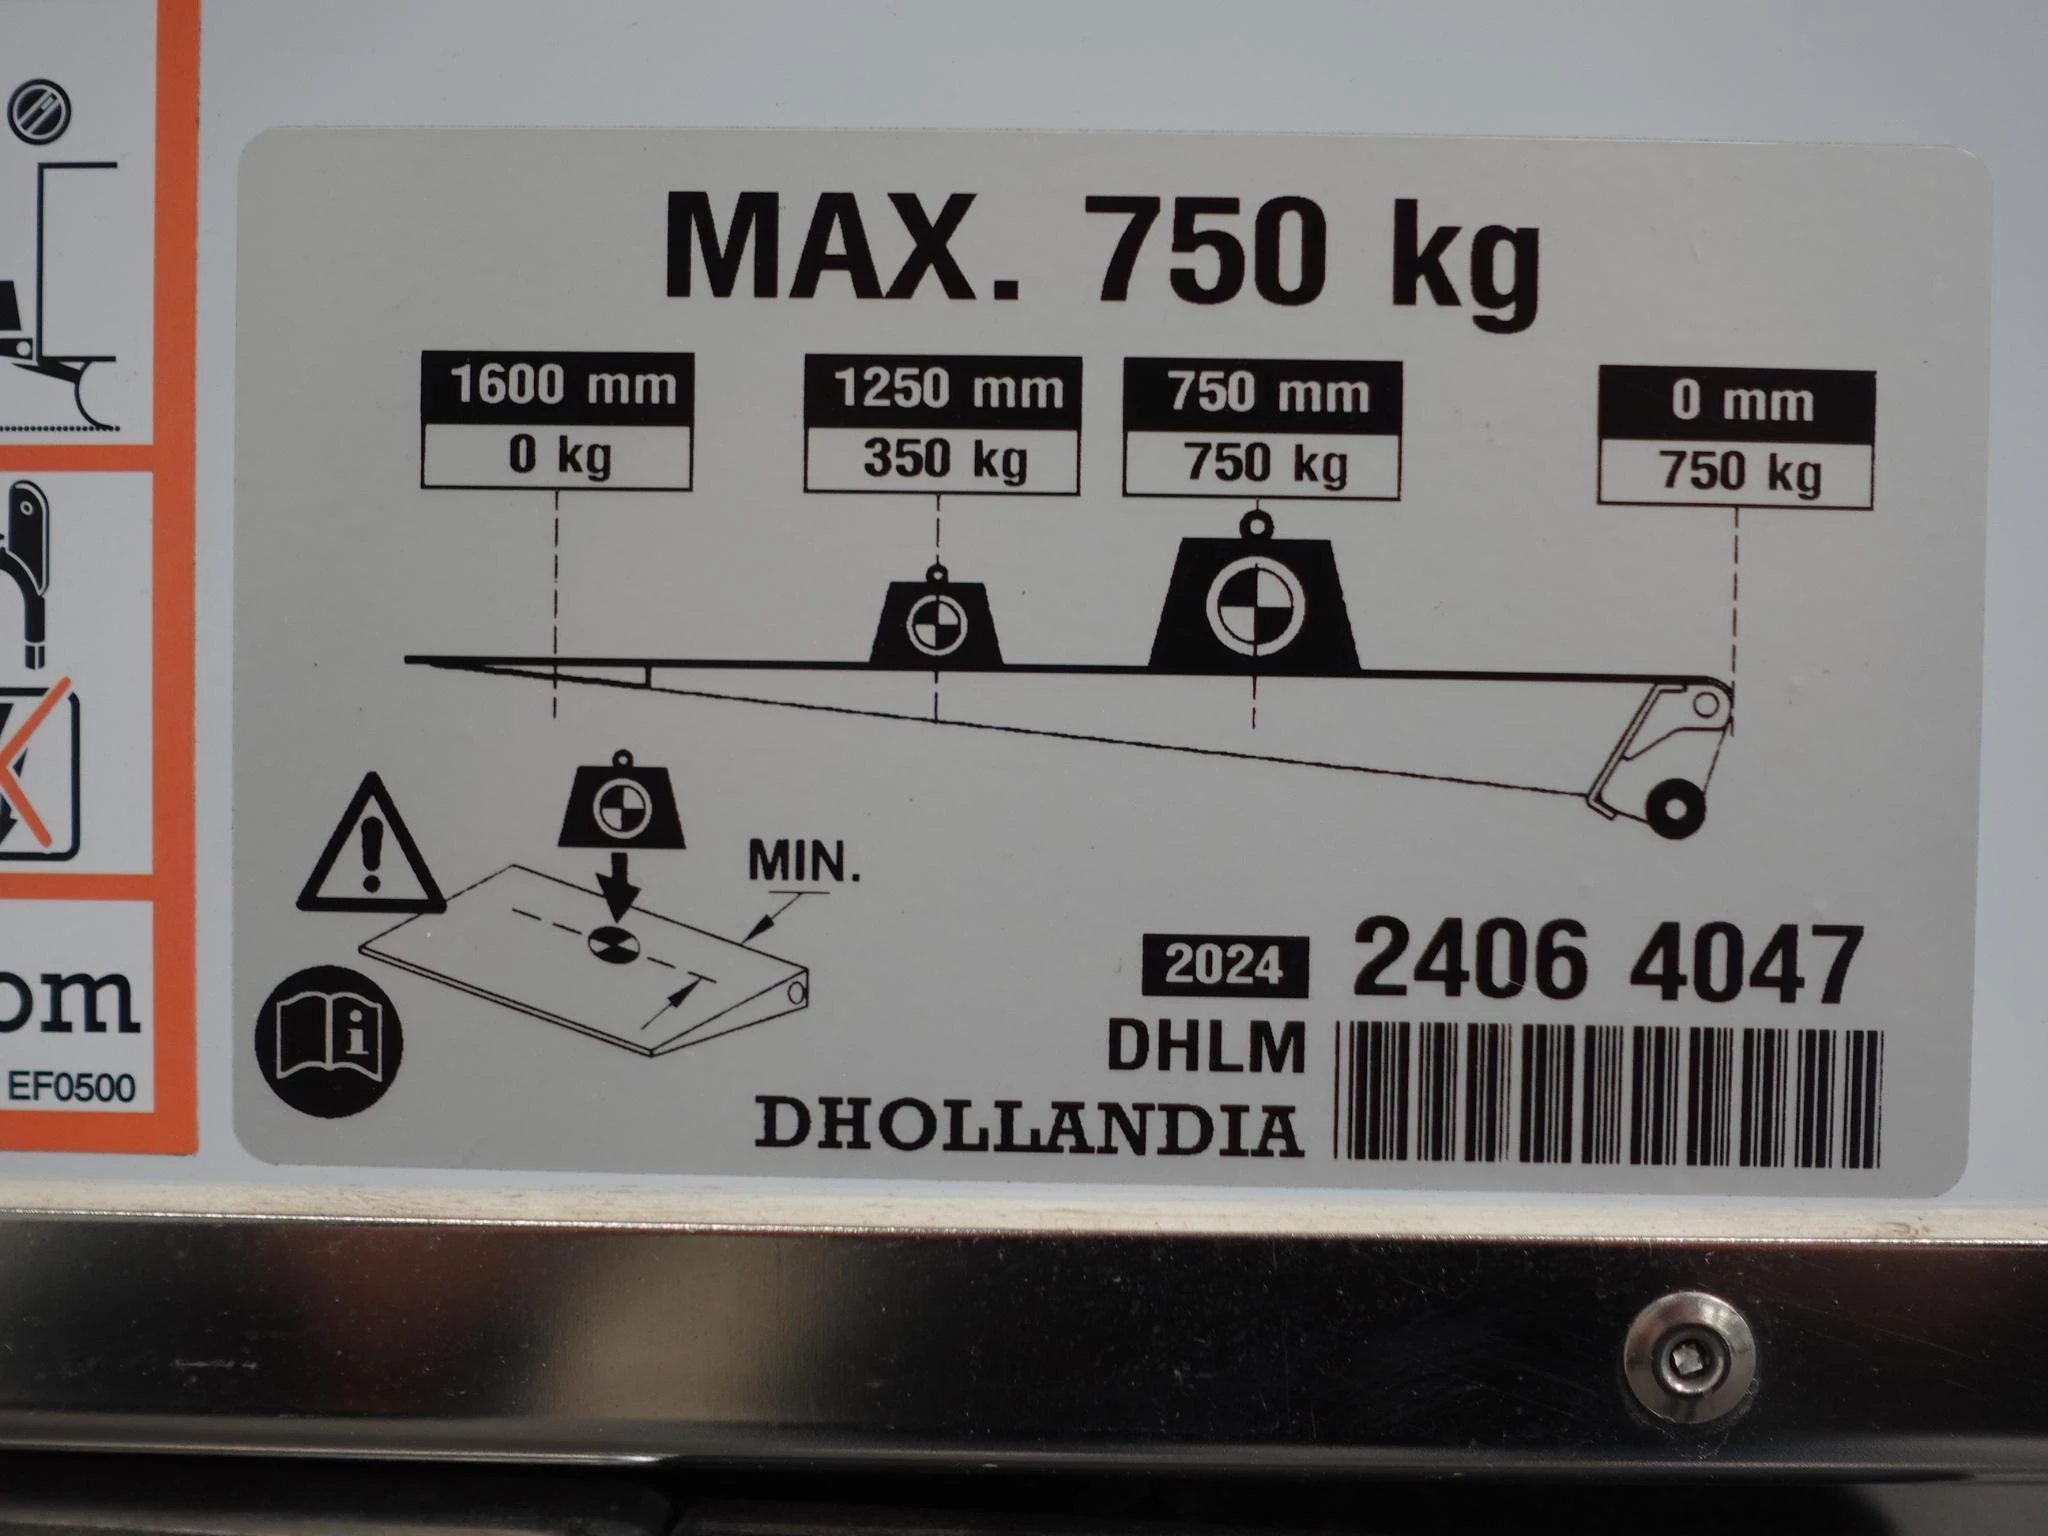 MAX. 750 kg
1600 mm
0 kg
1250 mm
350 kg
750 mm
750 kg
0 mm
750 kg
MIN.
2024 2406 4047
DHLM
DHOLLANDIA
om
EF0500